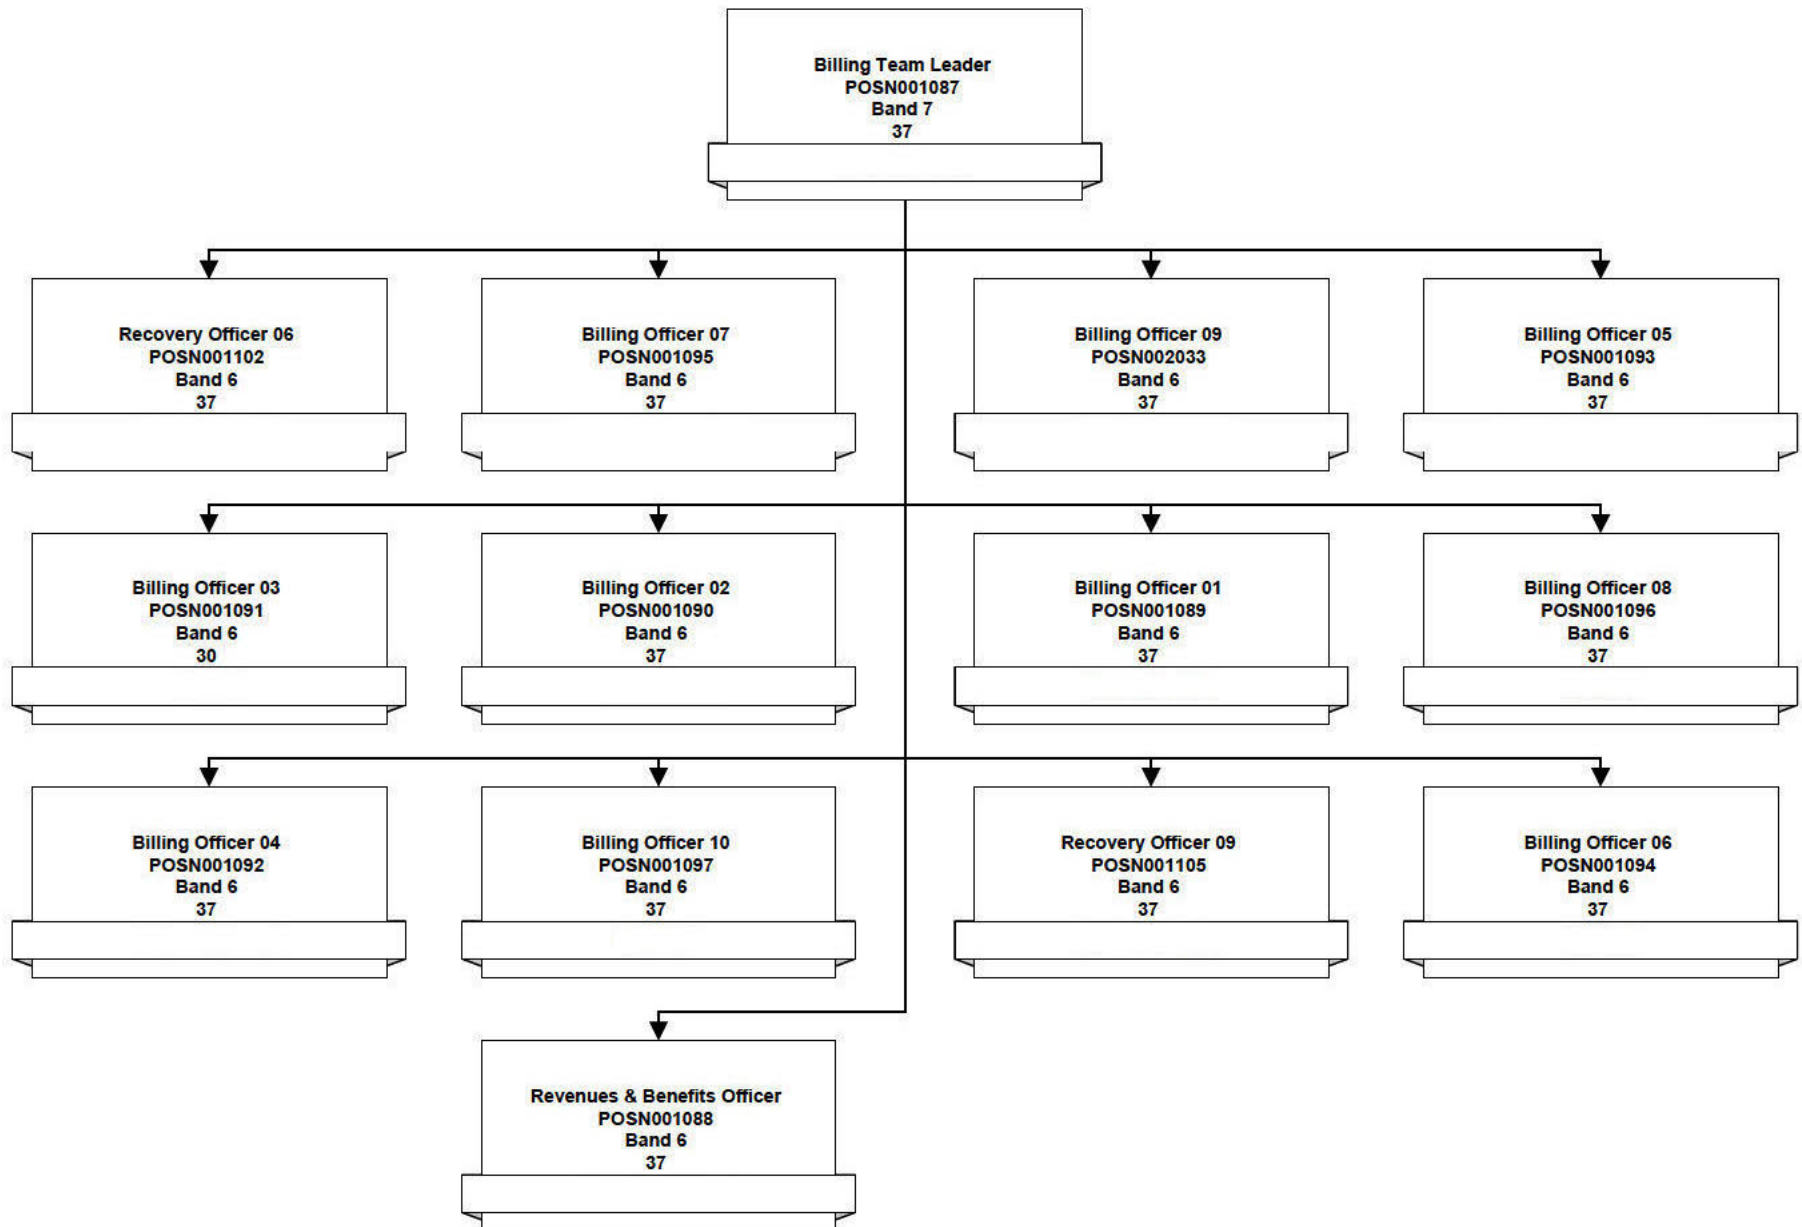 Billing Team Leader
POSN001087
Band 7
37
Recovery Officer 06
POSN001102
Band 6
37
Billing Officer 07
POSN001095
Band 6
37
Billing Officer 09
POSN002033
Band 6
37
Billing Officer 05
POSN001093
Band 6
37
Billing Officer 03
POSN001091
Band 6
30
Billing Officer 02
POSN001090
Band 6
37
Billing Officer 01
POSN001089
Band 6
37
Billing Officer 08
POSN001096
Band 6
37
Billing Officer 04
POSN001092
Band 6
37
Billing Officer 10
POSN001097
Band 6
37
Recovery Officer 09
POSN001105
Band 6
37
Billing Officer 06
POSN001094
Band 6
37
Revenues & Benefits Officer
POSN001088
Band 6
37